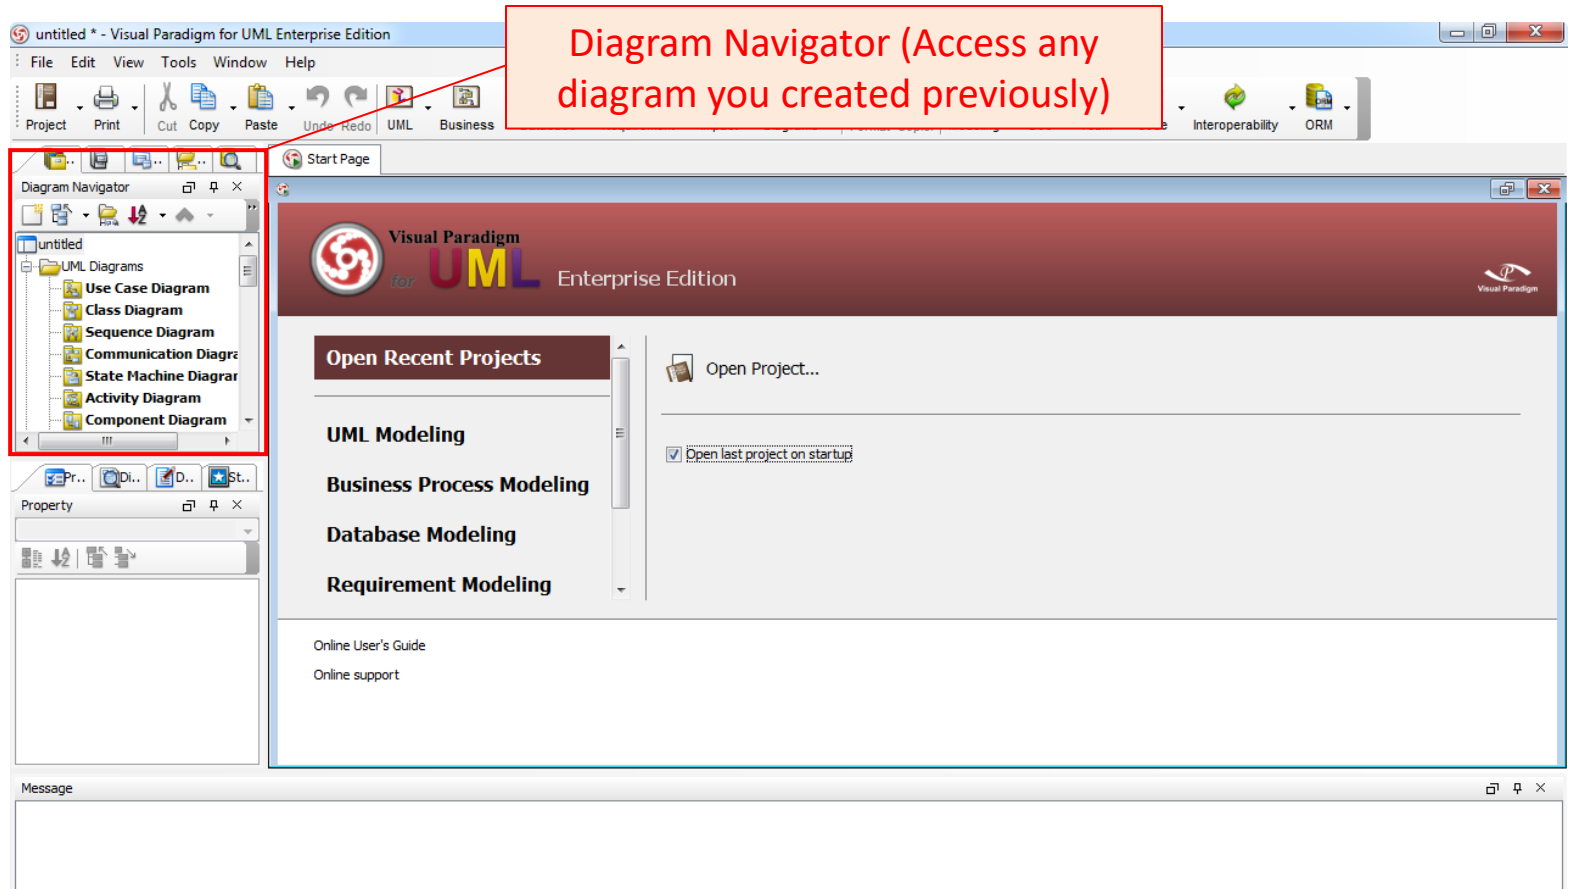 untitled * - Visual Paradigm for UML Enterprise Edition
Diagram Navigator (Access any
diagram you created previously)
File Edit View Tools Window Help
Project Print Cut Copy Paste Undo Redo UML Business Interoperability ORM
Start Page
Diagram Navigator
untitled
UML Diagrams
Use Case Diagram
Class Diagram
Sequence Diagram
Communication Diagra
State Machine Diagrar
Activity Diagram
Component Diagram
Pr.. Di.. D.. St..
Property
Visual Paradigm
for UML Enterprise Edition
Visual Paradigm
Open Recent Projects
UML Modeling
Business Process Modeling
Database Modeling
Requirement Modeling
Open Project...
Open last project on startup
Online User's Guide
Online support
Message